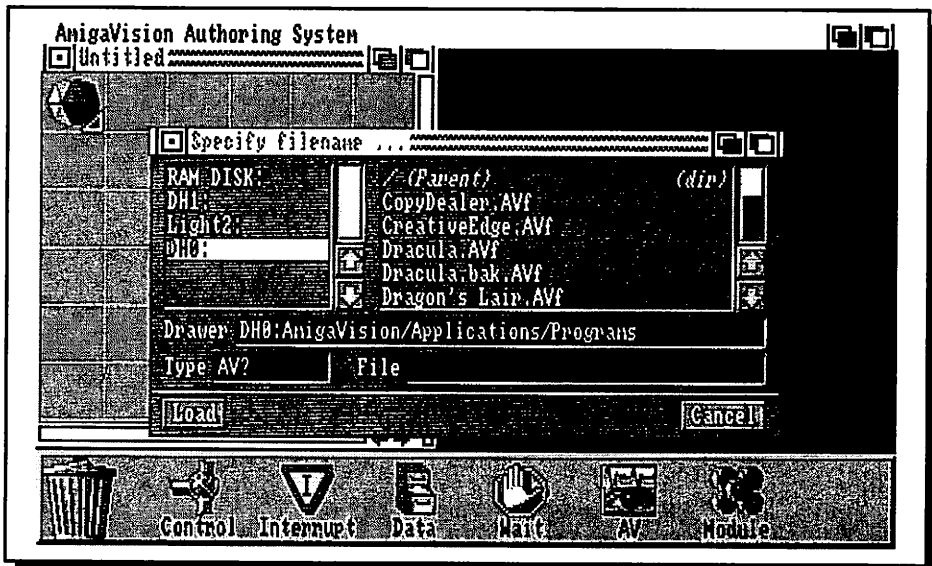 AmigaVision Authoring System
Untitled
Specify filename ...
RAM DISK:
DH1:
Light2:
DH0:
/ (Parent) (dir)
CopyDealer.AVf
CreativeEdge.AVf
Dracula.AVf
Dracula.bak.AVf
Dragon's Lair.AVf
Drawer DH0:AmigaVision/Applications/Programs
Type AV? File
Load Cancel
Control Interrupt Data Wait AV Module